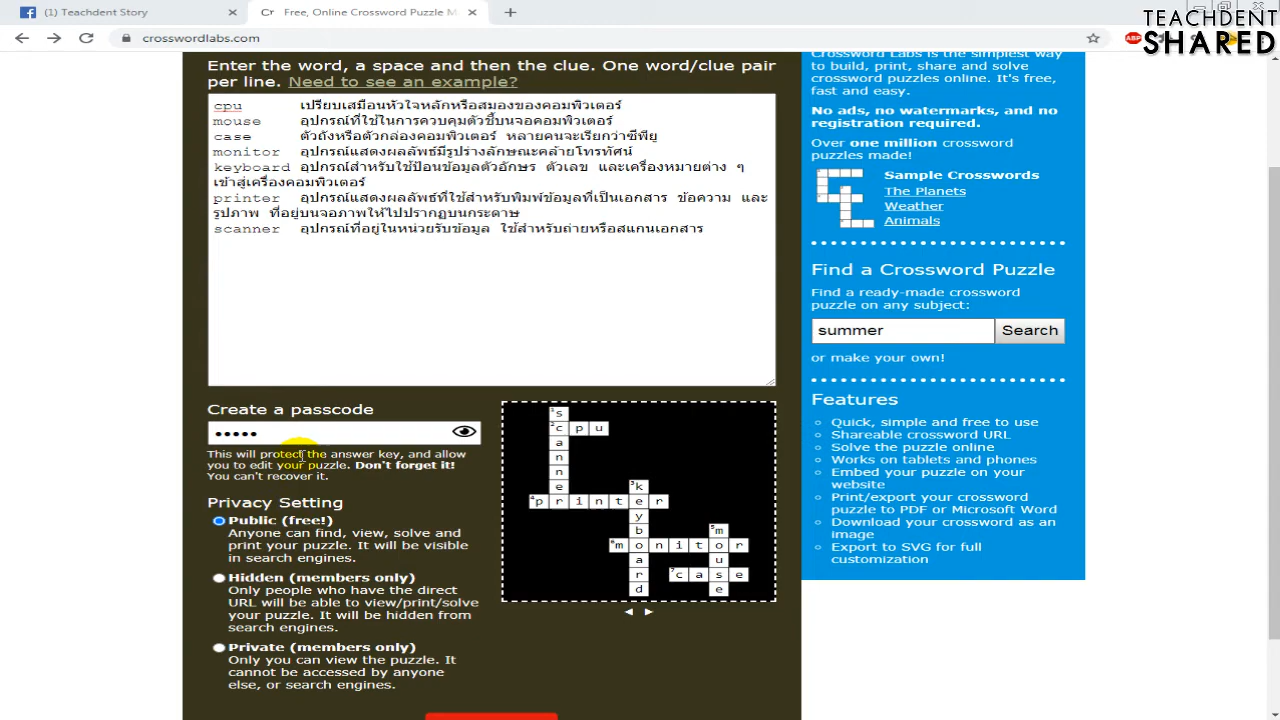 (1) Teachdent Story
Cr Free, Online Crossword Puzzle M
crosswordlabs.com
ABP
TEACHDENT
SHARED
Enter the word, a space and then the clue. One word/clue pair
per line. Need to see an example?
cpu เปรียบเสมือนหัวใจหลักหรือสมองของคอมพิวเตอร์
mouse อุปกรณ์ที่ใช้ในการควบคุมตัวชี้บนจอคอมพิวเตอร์
case ตัวถังหรือตัวกล่องคอมพิวเตอร์ หลายคนจะเรียกว่าซีพียู
monitor อุปกรณ์แสดงผลลัพธ์มีรูปร่างลักษณะคล้ายโทรทัศน์
keyboard อุปกรณ์สำหรับใช้ป้อนข้อมูลตัวอักษร ตัวเลข และเครื่องหมายต่าง ๆ
เข้าสู่เครื่องคอมพิวเตอร์
printer อุปกรณ์แสดงผลลัพธ์ที่ใช้สำหรับพิมพ์ข้อมูลที่เป็นเอกสาร ข้อความ และ
รูปภาพ ที่อยู่บนจอภาพให้ไปปรากฏบนกระดาษ
scanner อุปกรณ์ที่อยู่ในหน่วยรับข้อมูล ใช้สำหรับถ่ายหรือสแกนเอกสาร
Create a passcode
This will protect the answer key, and allow
you to edit your puzzle. Don't forget it!
You can't recover it.
Privacy Setting
Public (free!)
Anyone can find, view, solve and
print your puzzle. It will be visible
in search engines.
Hidden (members only)
Only people who have the direct
URL will be able to view/print/solve
your puzzle. It will be hidden from
search engines.
Private (members only)
Only you can view the puzzle. It
cannot be accessed by anyone
else, or search engines.
1 s
2 c p u
a
n
n
e 3 k
4 p r i n t e r
y
b 5 m
6 m o n i t o r
a u
r 7 c a s e
d e
Crossword Labs is the simplest way
to build, print, share and solve
crossword puzzles online. It's free,
fast and easy.
No ads, no watermarks, and no
registration required.
Over one million crossword
puzzles made!
Sample Crosswords
The Planets
Weather
Animals
Find a Crossword Puzzle
Find a ready-made crossword
puzzle on any subject:
summer Search
or make your own!
Features
Quick, simple and free to use
Shareable crossword URL
Solve the puzzle online
Works on tablets and phones
Embed your puzzle on your
website
Print/export your crossword
puzzle to PDF or Microsoft Word
Download your crossword as an
image
Export to SVG for full
customization